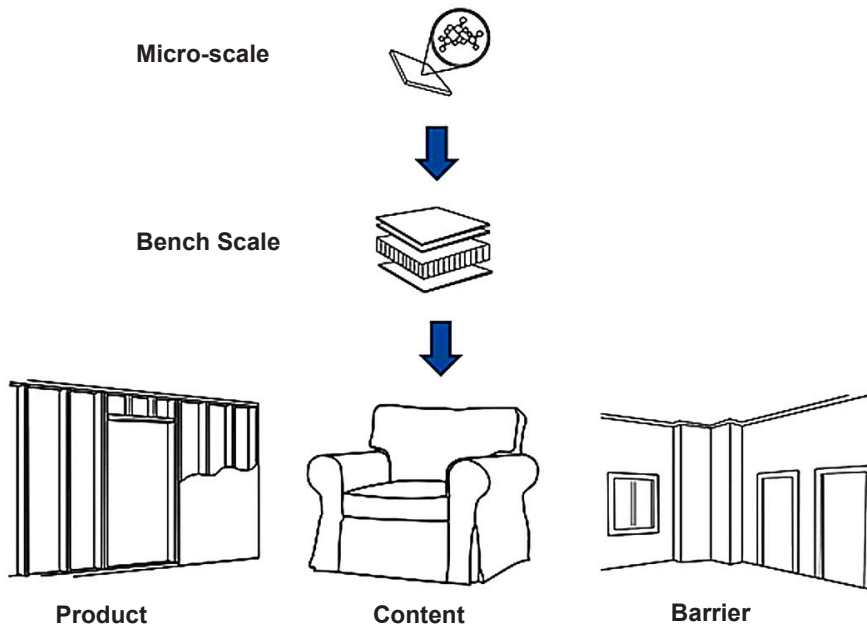 Micro-scale
Bench Scale
Product
Content
Barrier